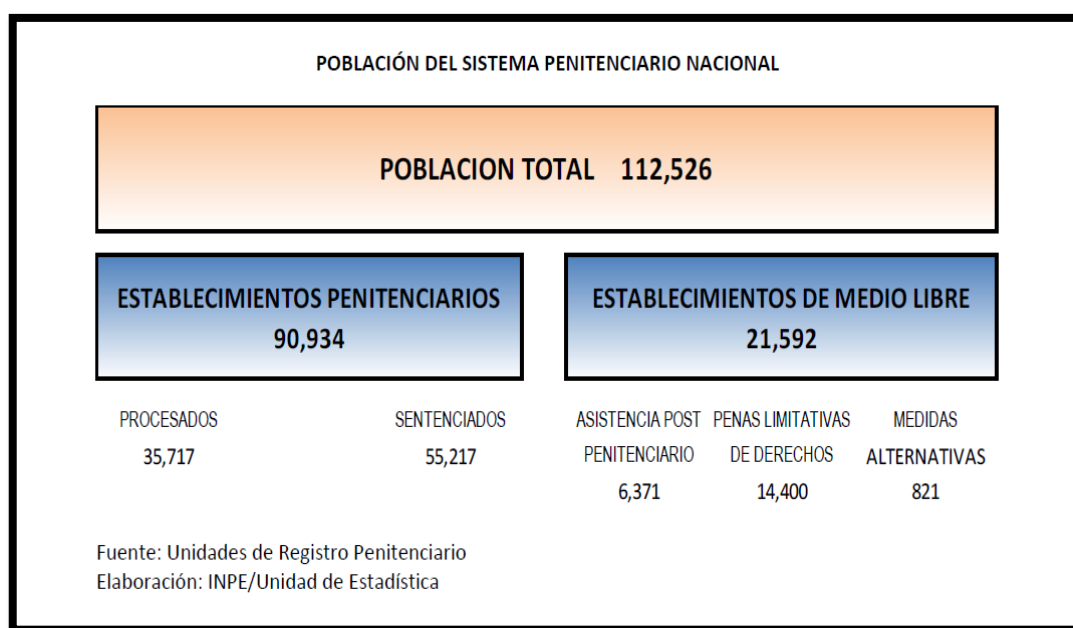 POBLACIÓN DEL SISTEMA PENITENCIARIO NACIONAL
POBLACION TOTAL 112,526
ESTABLECIMIENTOS PENITENCIARIOS
90,934
ESTABLECIMIENTOS DE MEDIO LIBRE
21,592
PROCESADOS
35,717
SENTENCIADOS
55,217
ASISTENCIA POST
PENITENCIARIO
6,371
PENAS LIMITATIVAS
DE DERECHOS
14,400
MEDIDAS
ALTERNATIVAS
821
Fuente: Unidades de Registro Penitenciario
Elaboración: INPE/Unidad de Estadística